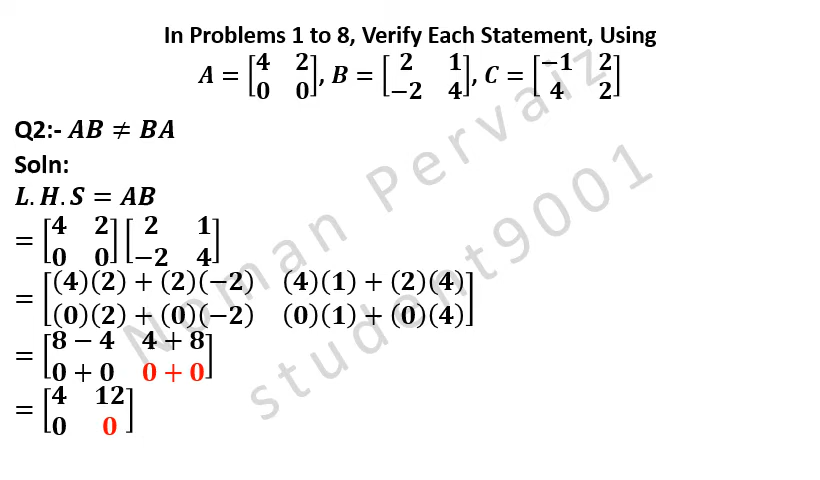 In Problems 1 to 8, Verify Each Statement, Using
A = [4 2
0 0], B = [2 1
−2 4], C = [−1 2
4 2]
Q2:- AB ≠ BA
Soln:
L.H.S = AB
= [4 2
0 0] [2 1
−2 4]
= [(4)(2) + (2)(−2) (4)(1) + (2)(4)
(0)(2) + (0)(−2) (0)(1) + (0)(4)]
= [8 − 4 4 + 8
0 + 0 0 + 0]
= [4 12
0 0]
Noman Pervaiz
student9001